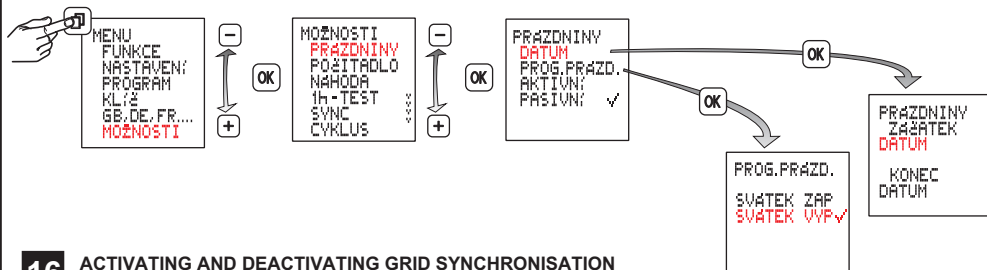 MENU
FUNKCE
NASTAVENÍ
PROGRAM
KLÍČ
GB,DE,FR....
MOŽNOSTI
−
OK
+
MOŽNOSTI
PRÁZDNINY
POČITADLO
NÁHODA
1h-TEST
SYNC
CYKLUS
−
OK
+
PRÁZDNINY
DATUM
PROG.PRÁZD.
AKTIVNÍ
PASIVNÍ ✓
OK
OK
PROG.PRÁZD.
SVÁTEK ZAP
SVÁTEK VYP✓
PRÁZDNINY
ZAČÁTEK
DATUM
KONEC
DATUM
16 ACTIVATING AND DEACTIVATING GRID SYNCHRONISATION